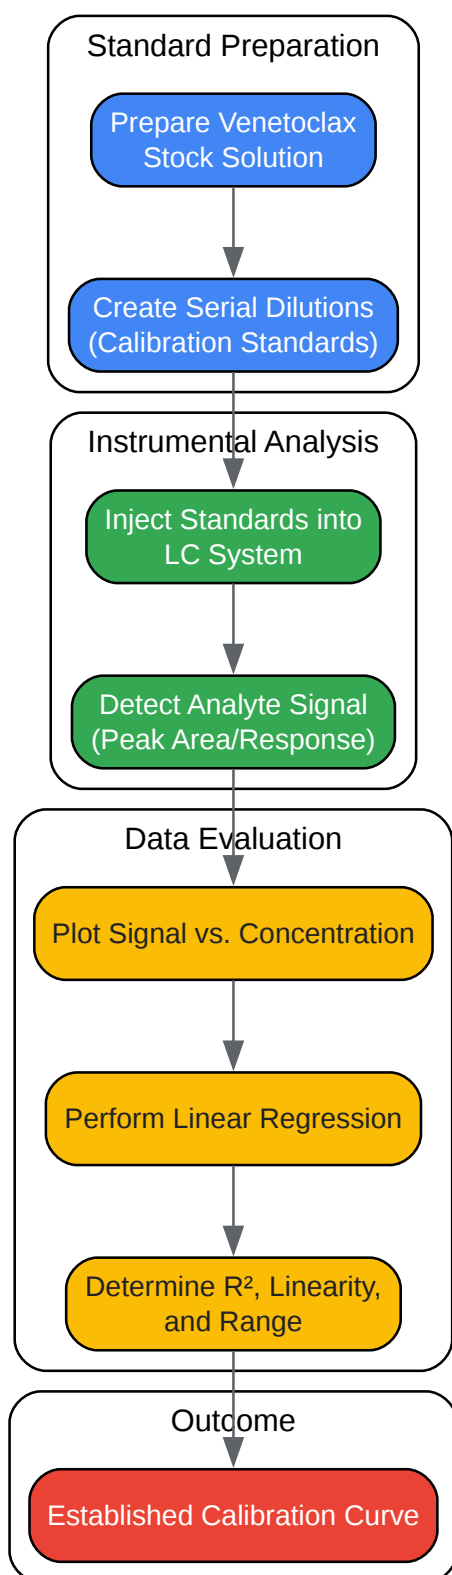 Standard Preparation
Prepare Venetoclax
Stock Solution
Create Serial Dilutions
(Calibration Standards)
Instrumental Analysis
Inject Standards into
LC System
Detect Analyte Signal
(Peak Area/Response)
Data Evaluation
Plot Signal vs. Concentration
Perform Linear Regression
Determine R², Linearity,
and Range
Outcome
Established Calibration Curve